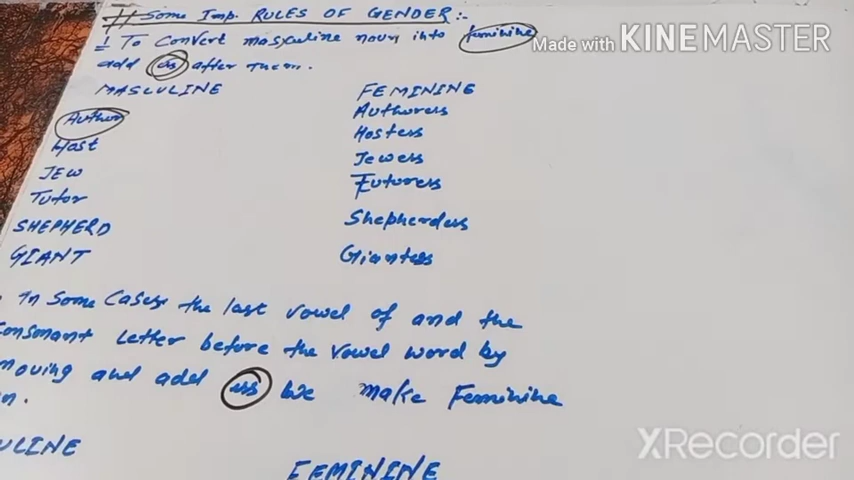 # Some Imp. RULES OF GENDER:-
1 To Convert masculine noun into feminine
add ess after them.
MASCULINE FEMININE
Author Authoress
Host Hostess
JEW Jewess
Tutor Tutoress
SHEPHERD Shepherdess
GIANT Giantess
In some cases the last vowel of and the
consonant letter before the vowel word by
moving and add ess we make Feminine
n.
ULINE FEMININE
Made with KINEMASTER
XRecorder